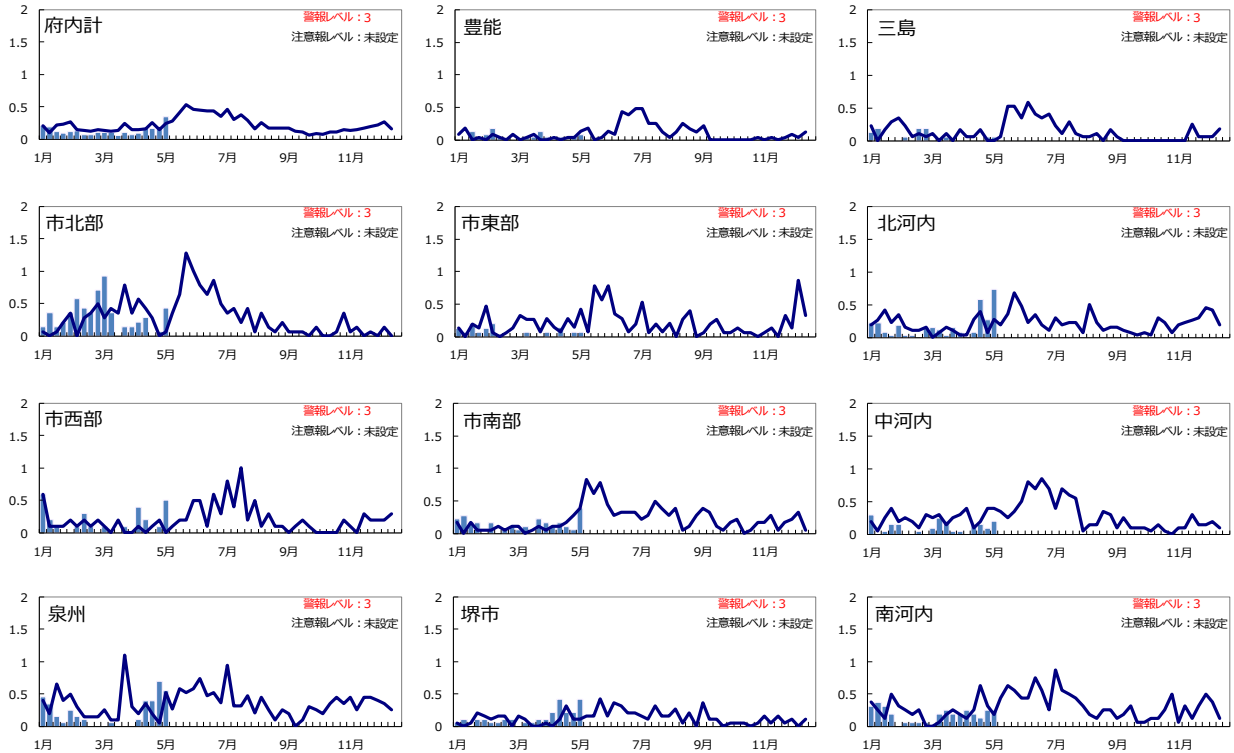 府内計
警報レベル：3
注意報レベル：未設定
2
1.5
1
0.5
0
1月 3月 5月 7月 9月 11月
豊能
警報レベル：3
注意報レベル：未設定
2
1.5
1
0.5
0
1月 3月 5月 7月 9月 11月
三島
警報レベル：3
注意報レベル：未設定
2
1.5
1
0.5
0
1月 3月 5月 7月 9月 11月
市北部
警報レベル：3
注意報レベル：未設定
2
1.5
1
0.5
0
1月 3月 5月 7月 9月 11月
市東部
警報レベル：3
注意報レベル：未設定
2
1.5
1
0.5
0
1月 3月 5月 7月 9月 11月
北河内
警報レベル：3
注意報レベル：未設定
2
1.5
1
0.5
0
1月 3月 5月 7月 9月 11月
市西部
警報レベル：3
注意報レベル：未設定
2
1.5
1
0.5
0
1月 3月 5月 7月 9月 11月
市南部
警報レベル：3
注意報レベル：未設定
2
1.5
1
0.5
0
1月 3月 5月 7月 9月 11月
中河内
警報レベル：3
注意報レベル：未設定
2
1.5
1
0.5
0
1月 3月 5月 7月 9月 11月
泉州
警報レベル：3
注意報レベル：未設定
2
1.5
1
0.5
0
1月 3月 5月 7月 9月 11月
堺市
警報レベル：3
注意報レベル：未設定
2
1.5
1
0.5
0
1月 3月 5月 7月 9月 11月
南河内
警報レベル：3
注意報レベル：未設定
2
1.5
1
0.5
0
1月 3月 5月 7月 9月 11月